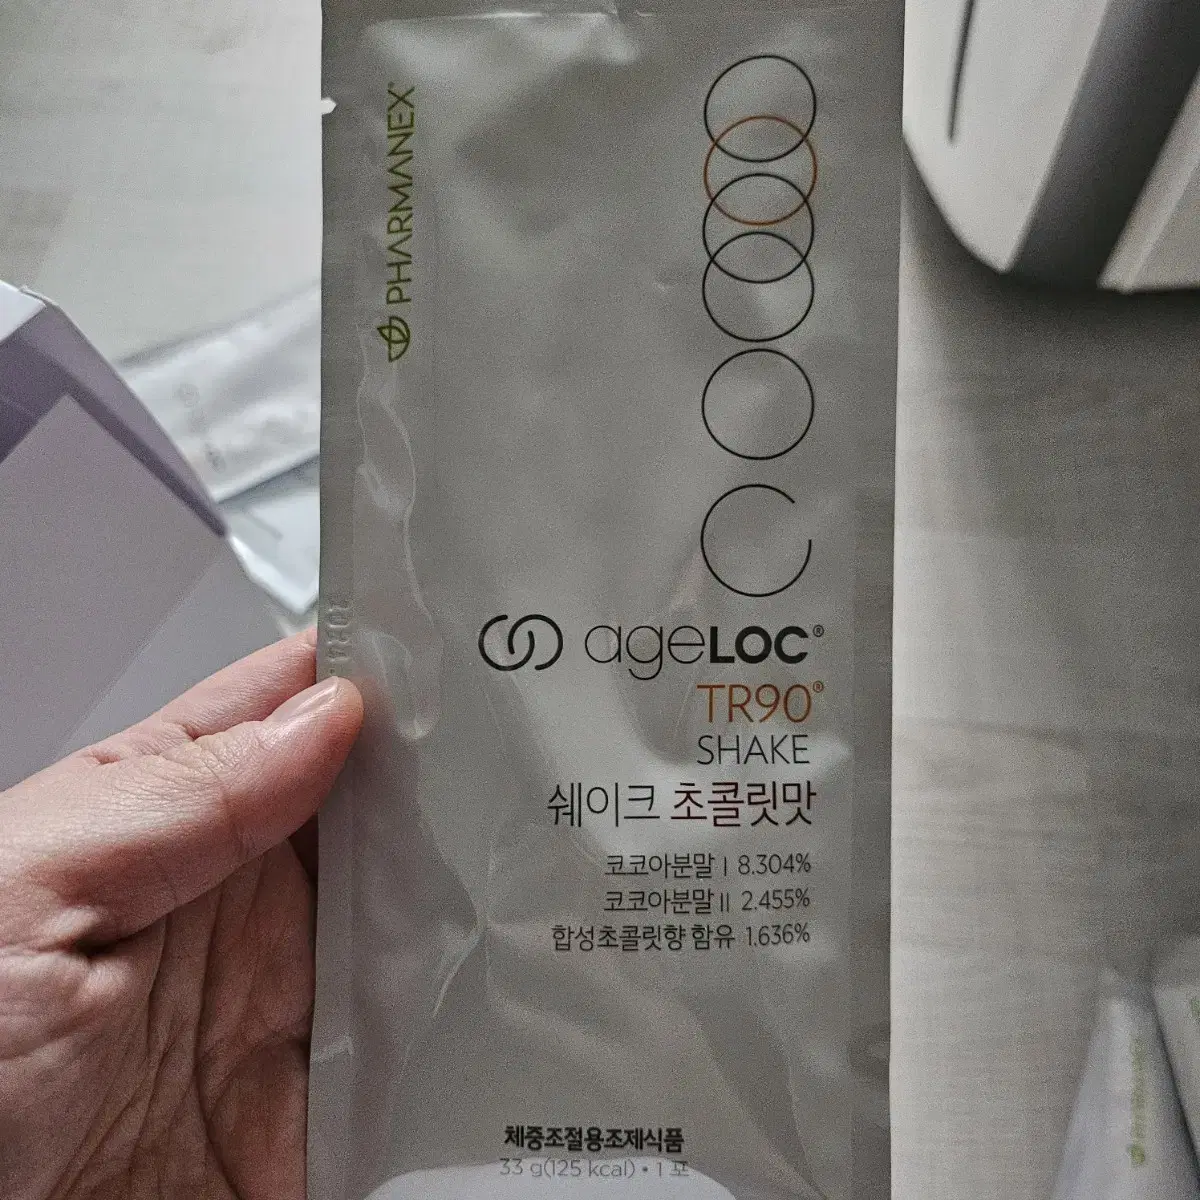 PHARMANEX®
ageLOC®
TR90®
SHAKE
쉐이크 초콜릿맛
코코아분말 I 8.304%
코코아분말 II 2.455%
합성초콜릿향 함유 1.636%
체중조절용조제식품
33 g(125 kcal) • 1 포